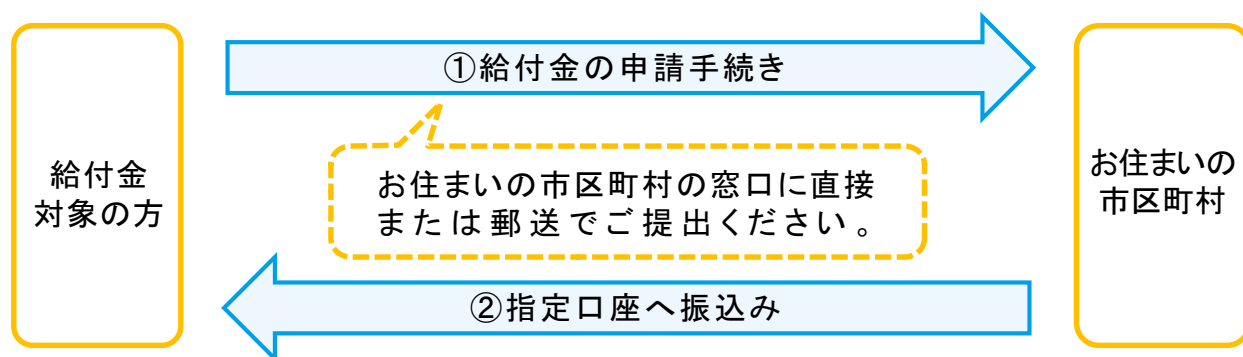 ①給付金の申請手続き
給付金
対象の方
お住まいの市区町村の窓口に直接
または郵送でご提出ください。
お住まいの
市区町村
②指定口座へ振込み